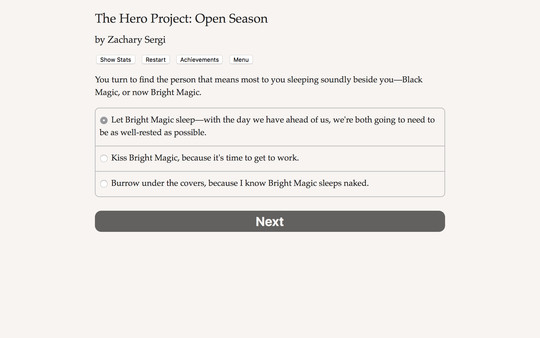 The Hero Project: Open Season
by Zachary Sergi
Show Stats Restart Achievements Menu
You turn to find the person that means most to you sleeping soundly beside you—Black
Magic, or now Bright Magic.
Let Bright Magic sleep—with the day we have ahead of us, we're both going to need to
be as well-rested as possible.
Kiss Bright Magic, because it's time to get to work.
Burrow under the covers, because I know Bright Magic sleeps naked.
Next